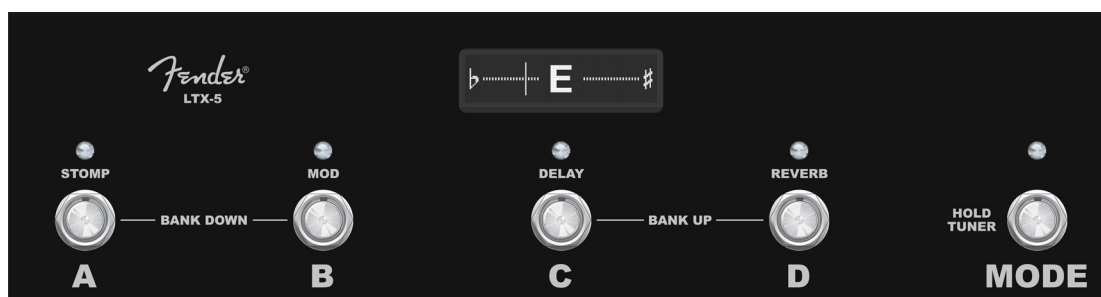 Fender®
LTX-5
♭ E ♯
STOMP MOD DELAY REVERB
BANK DOWN BANK UP HOLD
TUNER
A B C D MODE